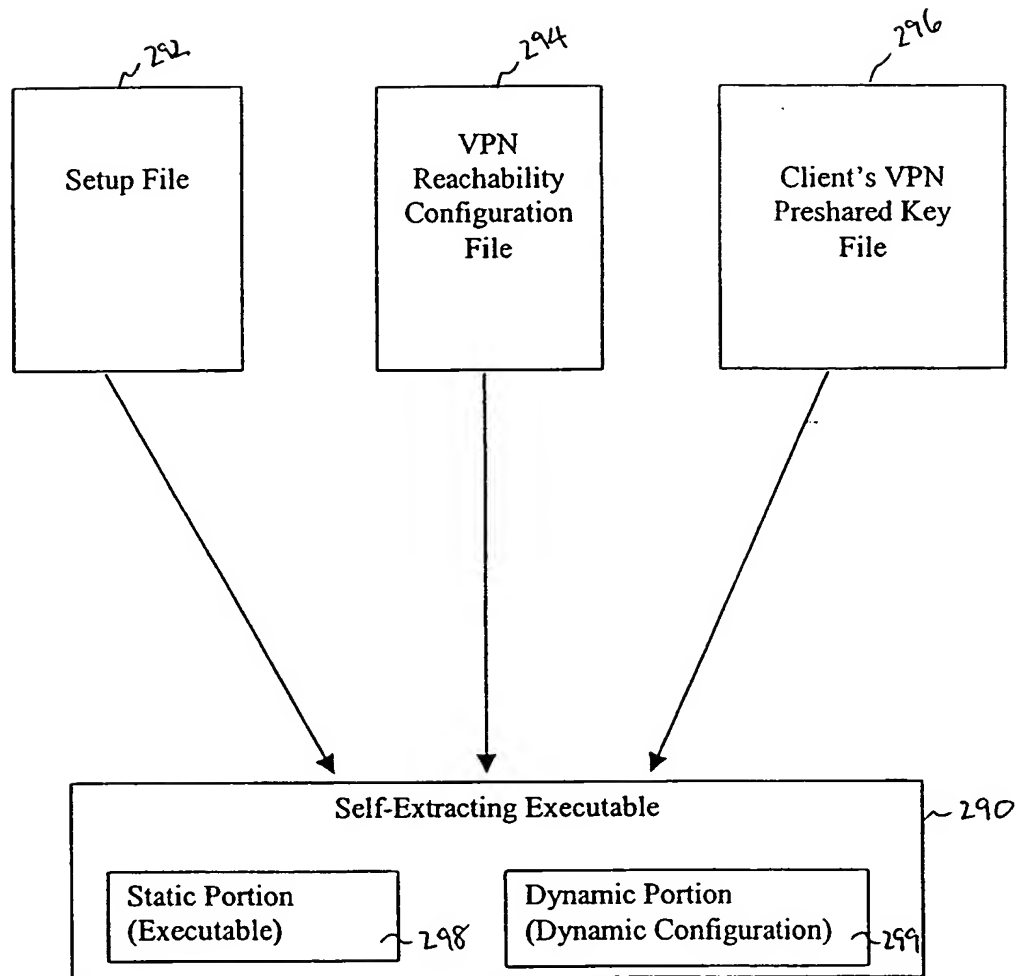 292
294
296
Setup File
VPN
Reachability
Configuration
File
Client's VPN
Preshared Key
File
Self-Extracting Executable
290
Static Portion
(Executable)
298
Dynamic Portion
(Dynamic Configuration)
299